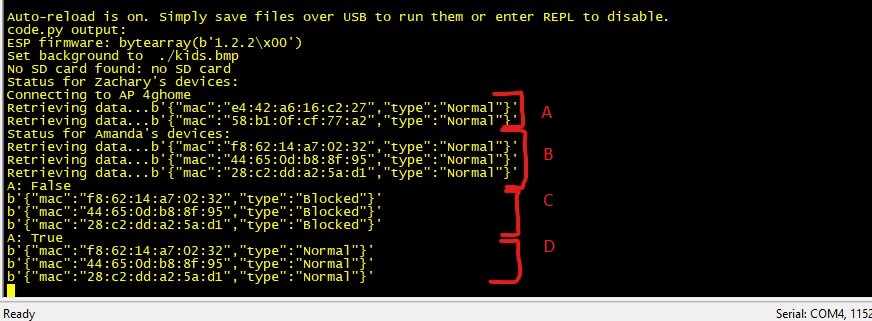 Auto-reload is on. Simply save files over USB to run them or enter REPL to disable.
code.py output:
ESP firmware: bytearray(b'1.2.2\x00')
Set background to  ./kids.bmp
No SD card found: no SD card
Status for Zachary's devices:
Connecting to AP 4ghome
Retrieving data...b'{"mac":"e4:42:a6:16:c2:27","type":"Normal"}'
A
Retrieving data...b'{"mac":"58:b1:0f:cf:77:a2","type":"Normal"}'
Status for Amanda's devices:
Retrieving data...b'{"mac":"f8:62:14:a7:02:32","type":"Normal"}'
B
Retrieving data...b'{"mac":"44:65:0d:b8:8f:95","type":"Normal"}'
Retrieving data...b'{"mac":"28:c2:dd:a2:5a:d1","type":"Normal"}'
A: False
b'{"mac":"f8:62:14:a7:02:32","type":"Blocked"}'
C
b'{"mac":"44:65:0d:b8:8f:95","type":"Blocked"}'
b'{"mac":"28:c2:dd:a2:5a:d1","type":"Blocked"}'
A: True
b'{"mac":"f8:62:14:a7:02:32","type":"Normal"}'
D
b'{"mac":"44:65:0d:b8:8f:95","type":"Normal"}'
b'{"mac":"28:c2:dd:a2:5a:d1","type":"Normal"}'
Ready
Serial: COM4, 1152